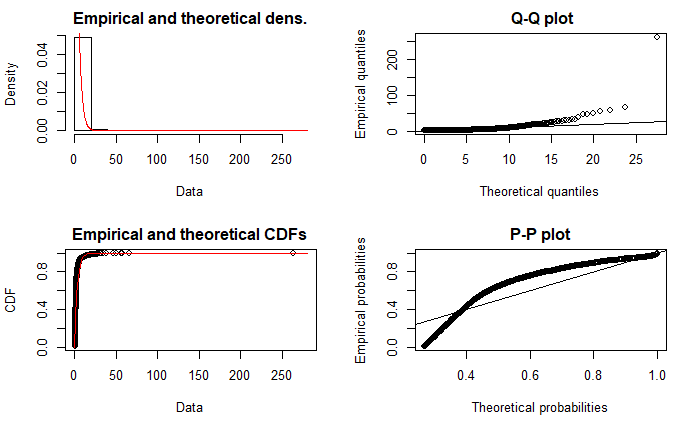 Empirical and theoretical dens.
Density
0.00 0.02 0.04
0 50 100 150 200 250
Data
Q-Q plot
Empirical quantiles
0 100 200
0 5 10 15 20 25
Theoretical quantiles
Empirical and theoretical CDFs
CDF
0.0 0.4 0.8
0 50 100 150 200 250
Data
P-P plot
Empirical probabilities
0.0 0.4 0.8
0.4 0.6 0.8 1.0
Theoretical probabilities